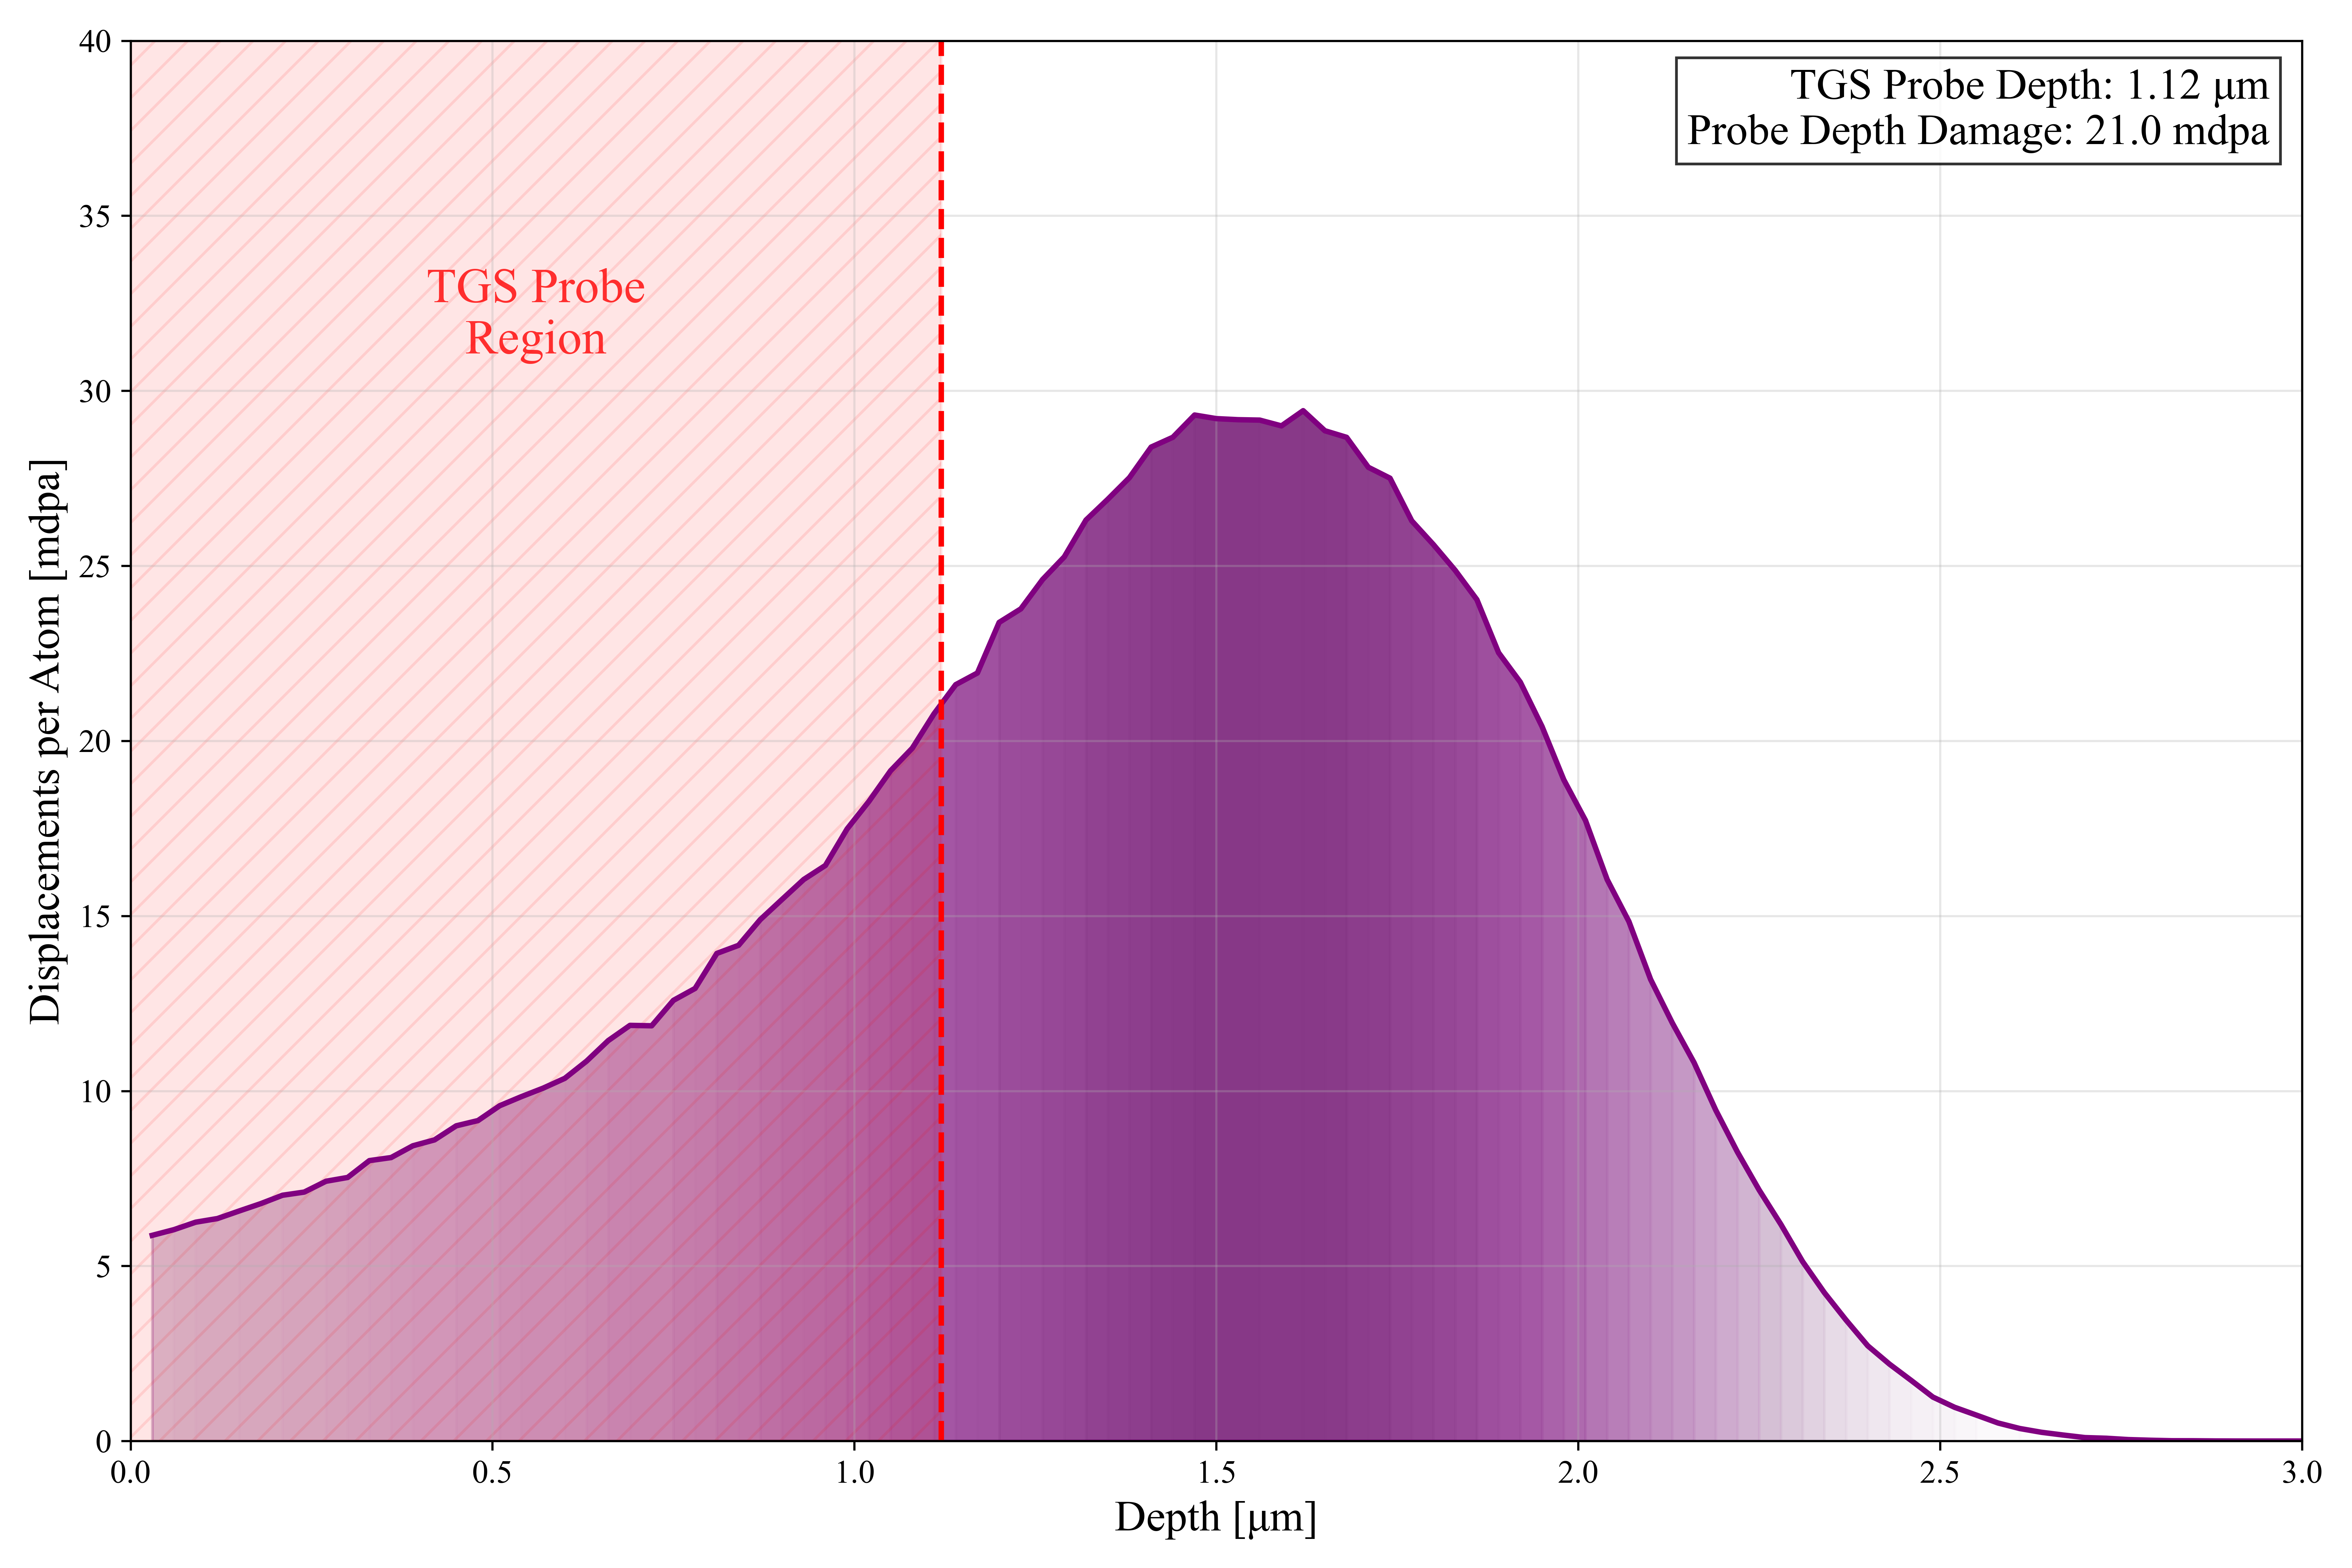 TGS Probe Depth: 1.12 μm
Probe Depth Damage: 21.0 mdpa
TGS Probe
Region
Displacements per Atom [mdpa]
40
35
30
25
20
15
10
5
0
0.0 0.5 1.0 1.5 2.0 2.5 3.0
Depth [μm]